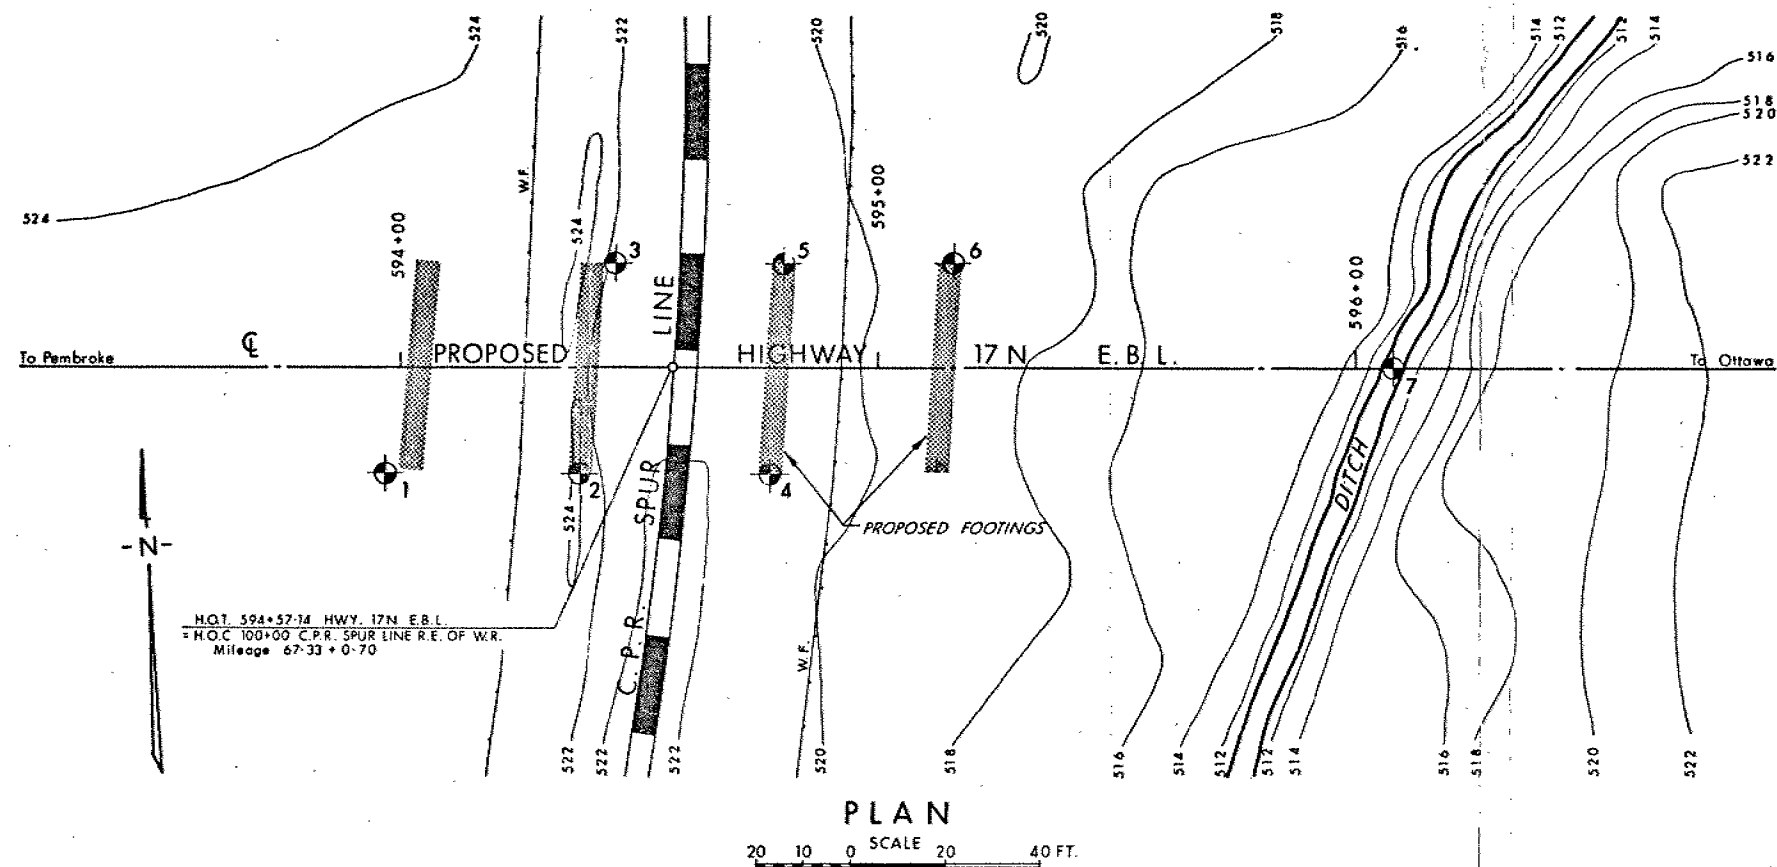 524
522
520
520
518
516
514
512
512
514
516
518
520
522
W.F.
524
524
594+00
595+00
3
5
6
LINE
596+00
To Pembroke
℄
PROPOSED
HIGHWAY
17 N
E.B.L.
To Ottawa
7
1
2
4
SPUR
DITCH
524
PROPOSED FOOTINGS
-N-
H.O.T. 594+57·14 HWY. 17N E.B.L.
= H.O.C 100+00 C.P.R. SPUR LINE R.E. OF W.R.
Mileage 67·33 + 0·70
C. P. R.
W.F.
522
522
522
520
518
516
514
512
512
514
516
518
520
522
PLAN
SCALE
20 10 0 20 40 FT.